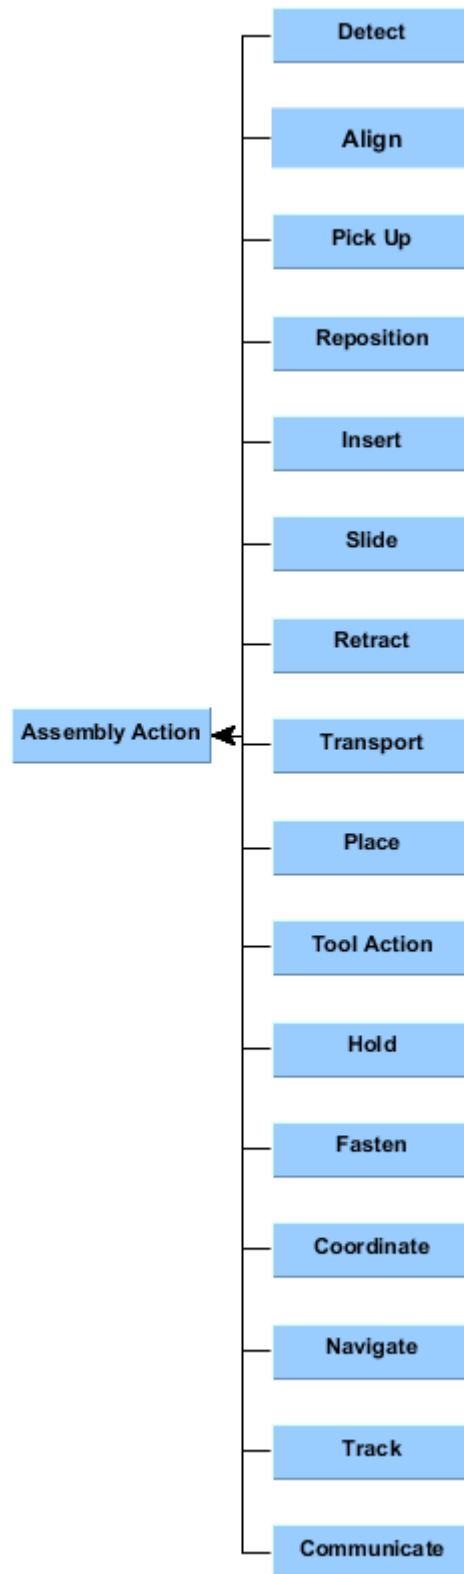 Detect
Align
Pick Up
Reposition
Insert
Slide
Retract
Assembly Action
Transport
Place
Tool Action
Hold
Fasten
Coordinate
Navigate
Track
Communicate